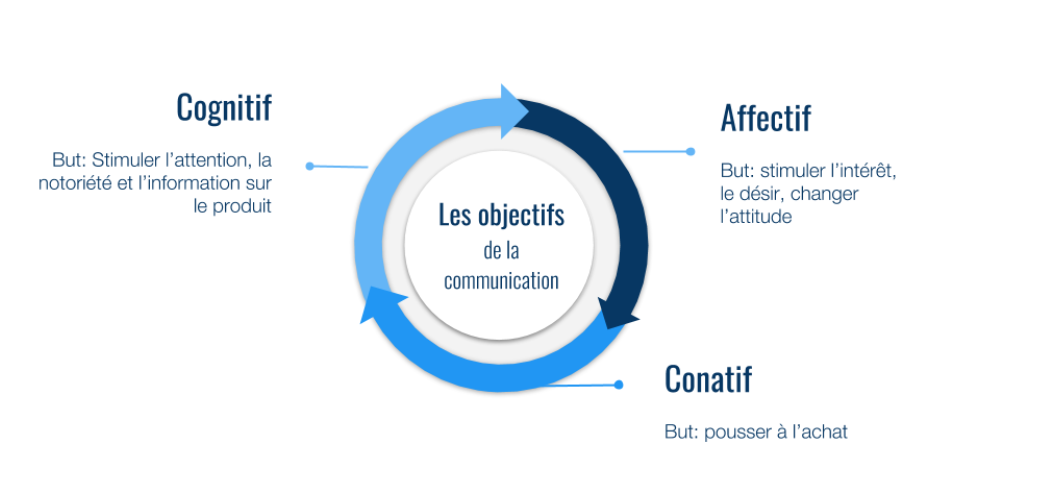 Cognitif
But: Stimuler l'attention, la
notoriété et l'information sur
le produit
Les objectifs
de la
communication
Affectif
But: stimuler l'intérêt,
le désir, changer
l'attitude
Conatif
But: pousser à l'achat